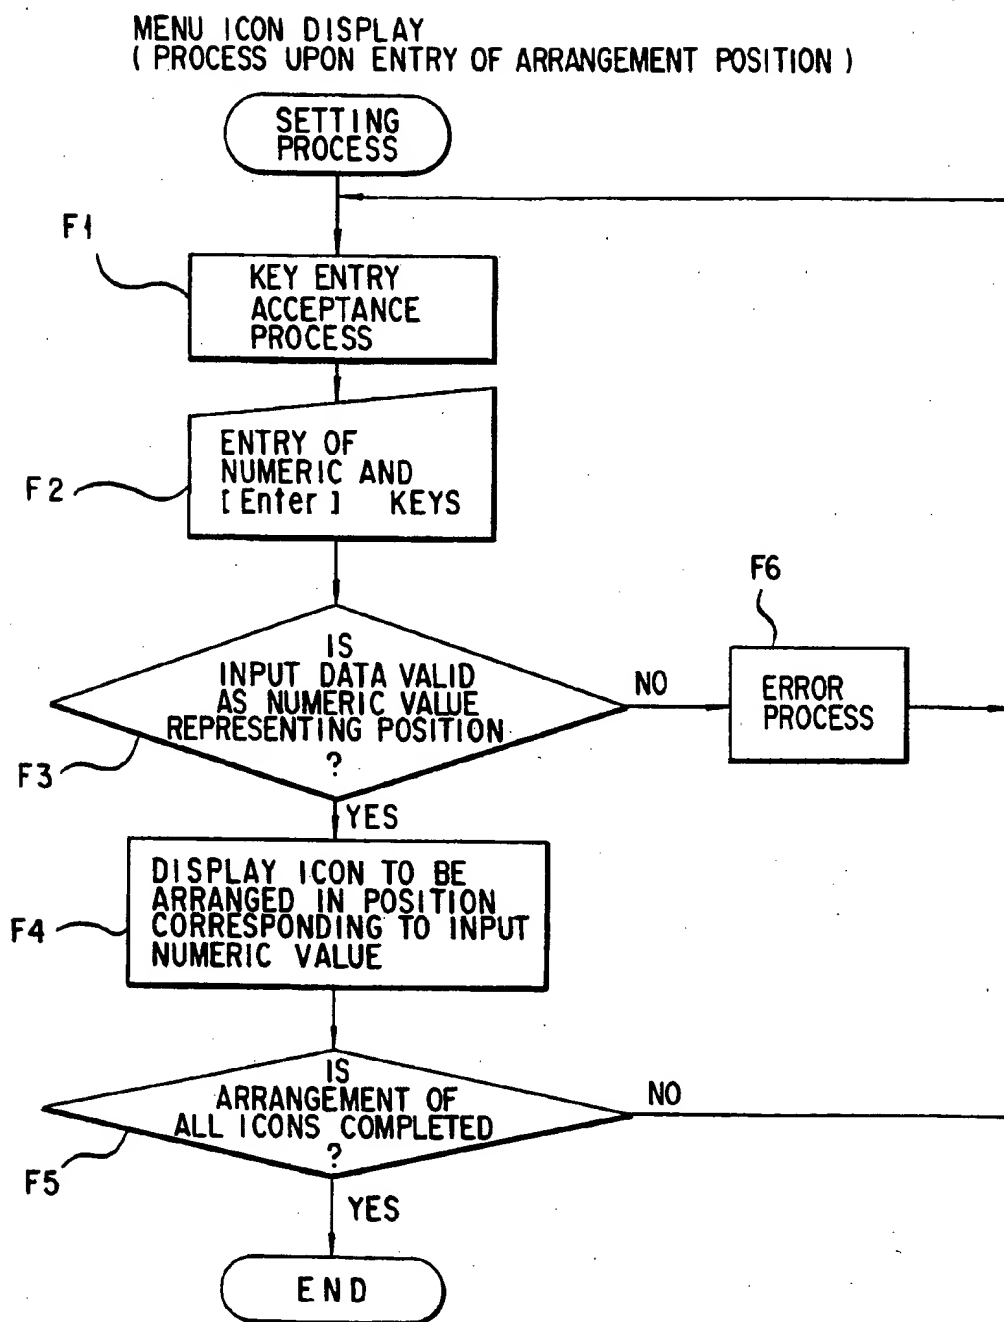 MENU ICON DISPLAY
( PROCESS UPON ENTRY OF ARRANGEMENT POSITION )
SETTING
PROCESS
F1
KEY ENTRY
ACCEPTANCE
PROCESS
F2
ENTRY OF
NUMERIC AND
[Enter] KEYS
F6
IS
INPUT DATA VALID
AS NUMERIC VALUE
REPRESENTING POSITION
?
NO
ERROR
PROCESS
F3
YES
DISPLAY ICON TO BE
ARRANGED IN POSITION
CORRESPONDING TO INPUT
NUMERIC VALUE
F4
IS
ARRANGEMENT OF
ALL ICONS COMPLETED
?
NO
F5
YES
END